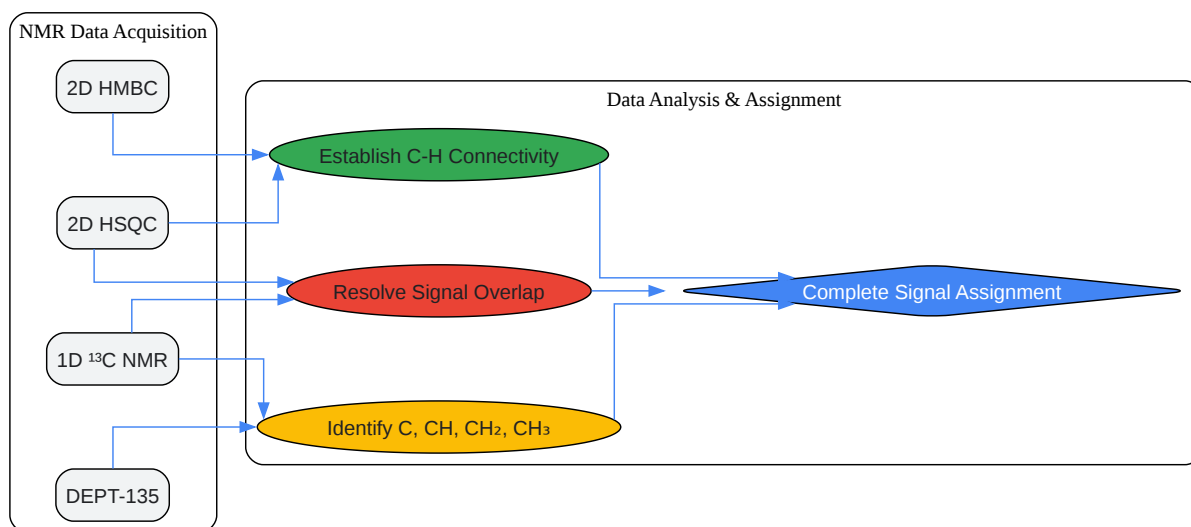 NMR Data Acquisition
2D HMBC
2D HSQC
1D ¹³C NMR
DEPT-135
Data Analysis & Assignment
Establish C-H Connectivity
Resolve Signal Overlap
Identify C, CH, CH₂, CH₃
Complete Signal Assignment